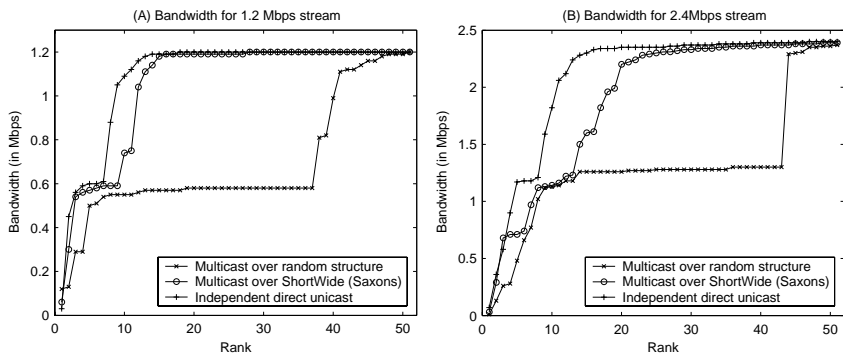 (A) Bandwidth for 1.2 Mbps stream
1.2
1.0
0.8
0.6
0.4
0.2
0
0
10
20
30
40
50
Bandwidth (in Mbps)
Rank
Multicast over random structure
Multicast over ShortWide (Saxons)
Independent direct unicast
(B) Bandwidth for 2.4Mbps stream
2.5
2
1.5
1
0.5
0
0
10
20
30
40
50
Bandwidth (in Mbps)
Rank
Multicast over random structure
Multicast over ShortWide (Saxons)
Independent direct unicast